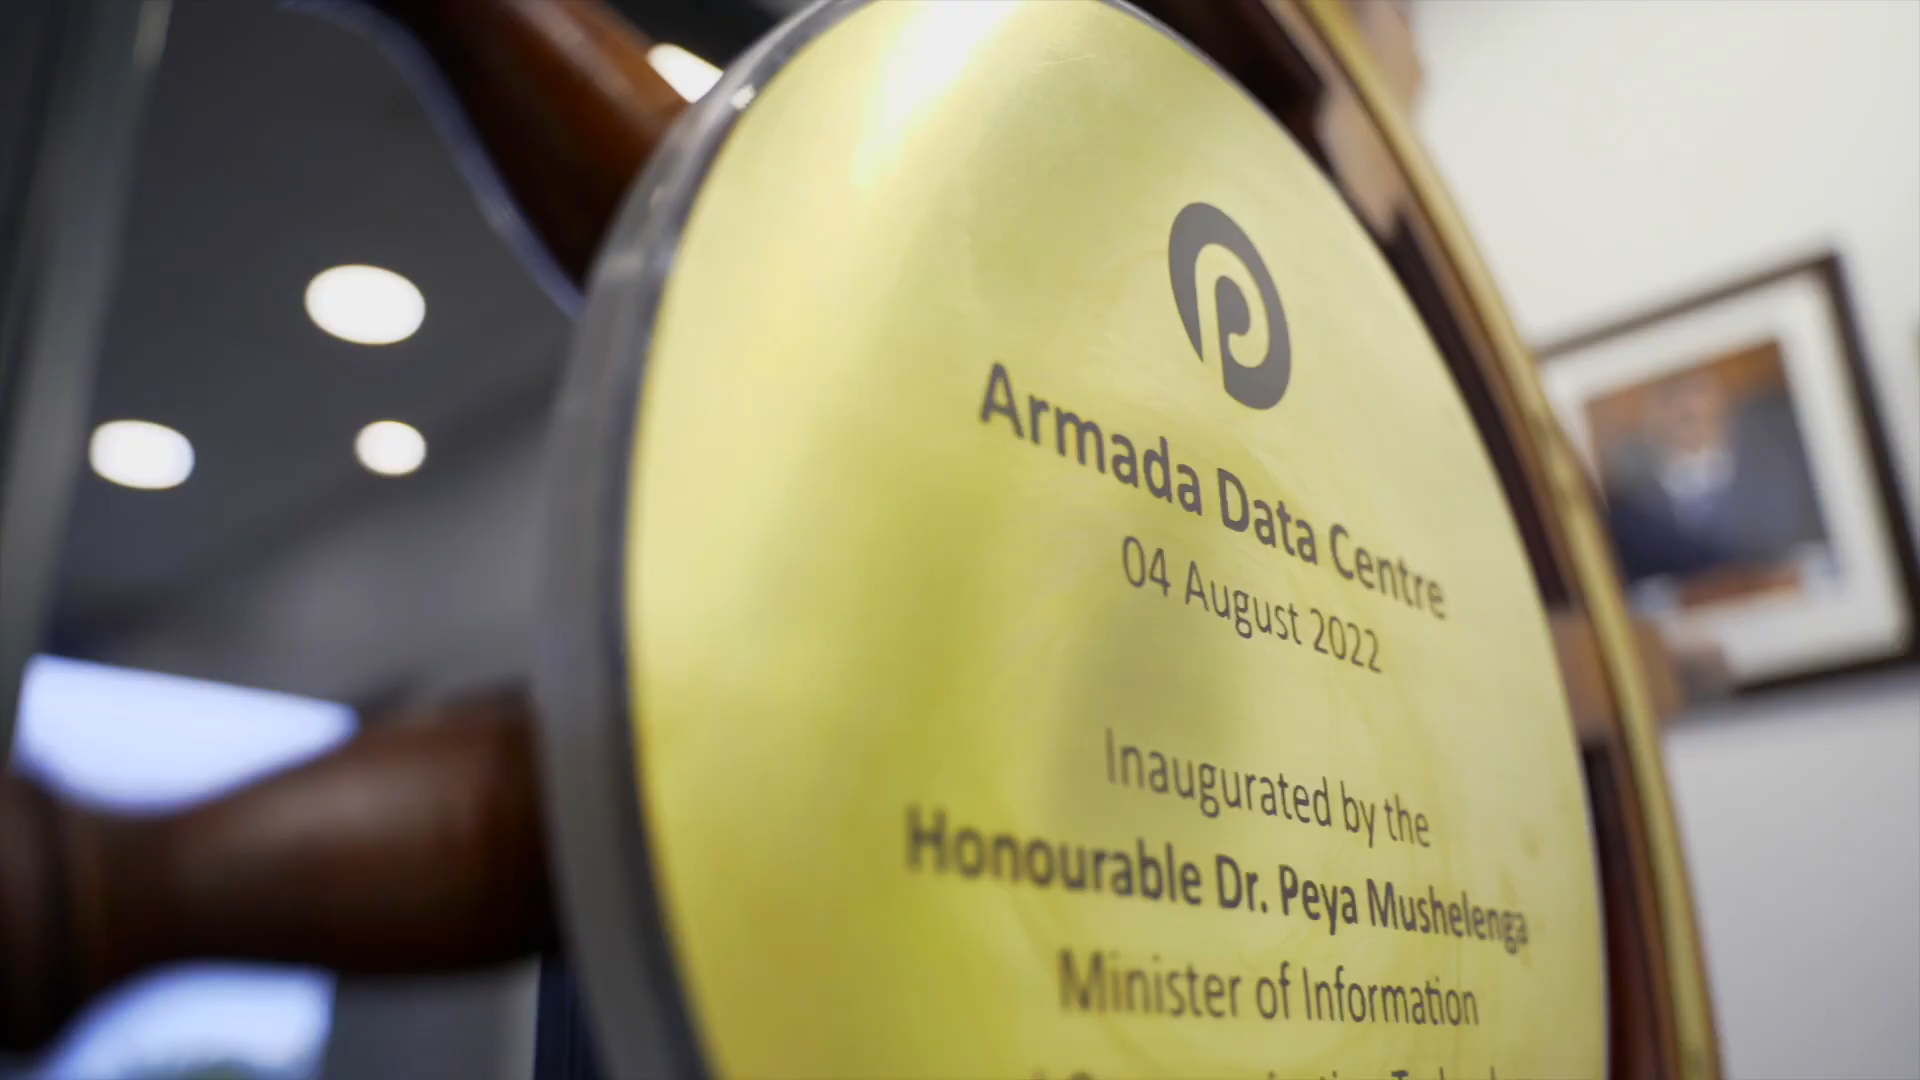 Armada Data Centre
04 August 2022
Inaugurated by the
Honourable Dr. Peya Mushelenga
Minister of Information